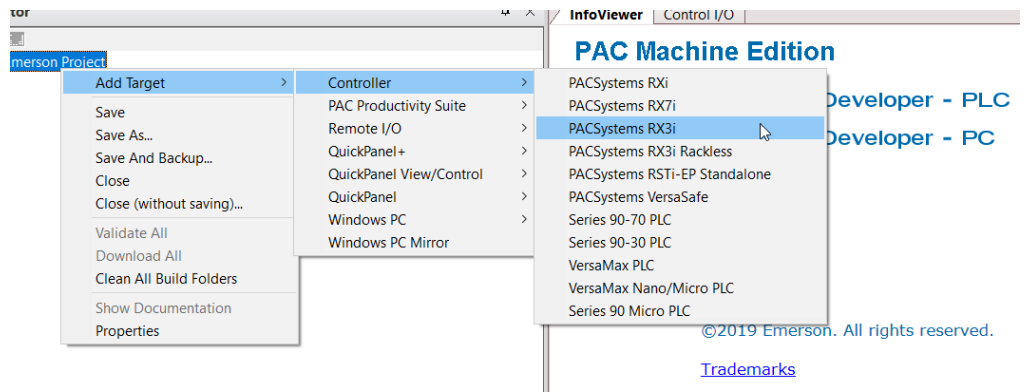 tor
InfoViewer
Control I/O
merson Project
PAC Machine Edition
Developer - PLC
Developer - PC
Add Target
Save
Save As...
Save And Backup...
Close
Close (without saving)...
Validate All
Download All
Clean All Build Folders
Show Documentation
Properties
Controller
PAC Productivity Suite
Remote I/O
QuickPanel+
QuickPanel View/Control
QuickPanel
Windows PC
Windows PC Mirror
PACSystems RXi
PACSystems RX7i
PACSystems RX3i
PACSystems RX3i Rackless
PACSystems RSTi-EP Standalone
PACSystems VersaSafe
Series 90-70 PLC
Series 90-30 PLC
VersaMax PLC
VersaMax Nano/Micro PLC
Series 90 Micro PLC
©2019 Emerson. All rights reserved.
Trademarks